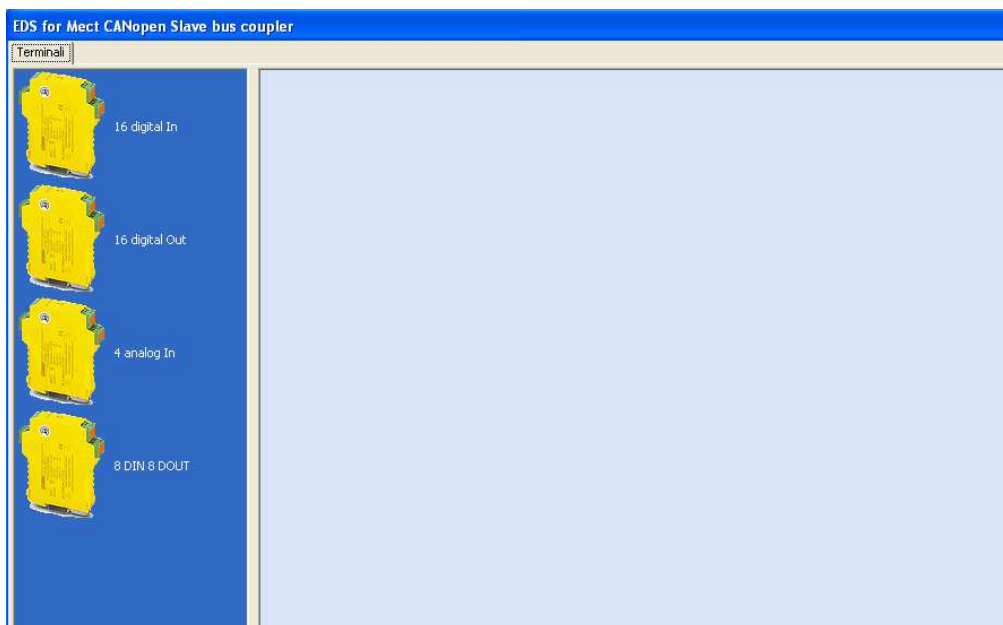 EDS for Mect CANopen Slave bus coupler
Terminali
16 digital In
16 digital Out
4 analog In
8 DIN 8 DOUT